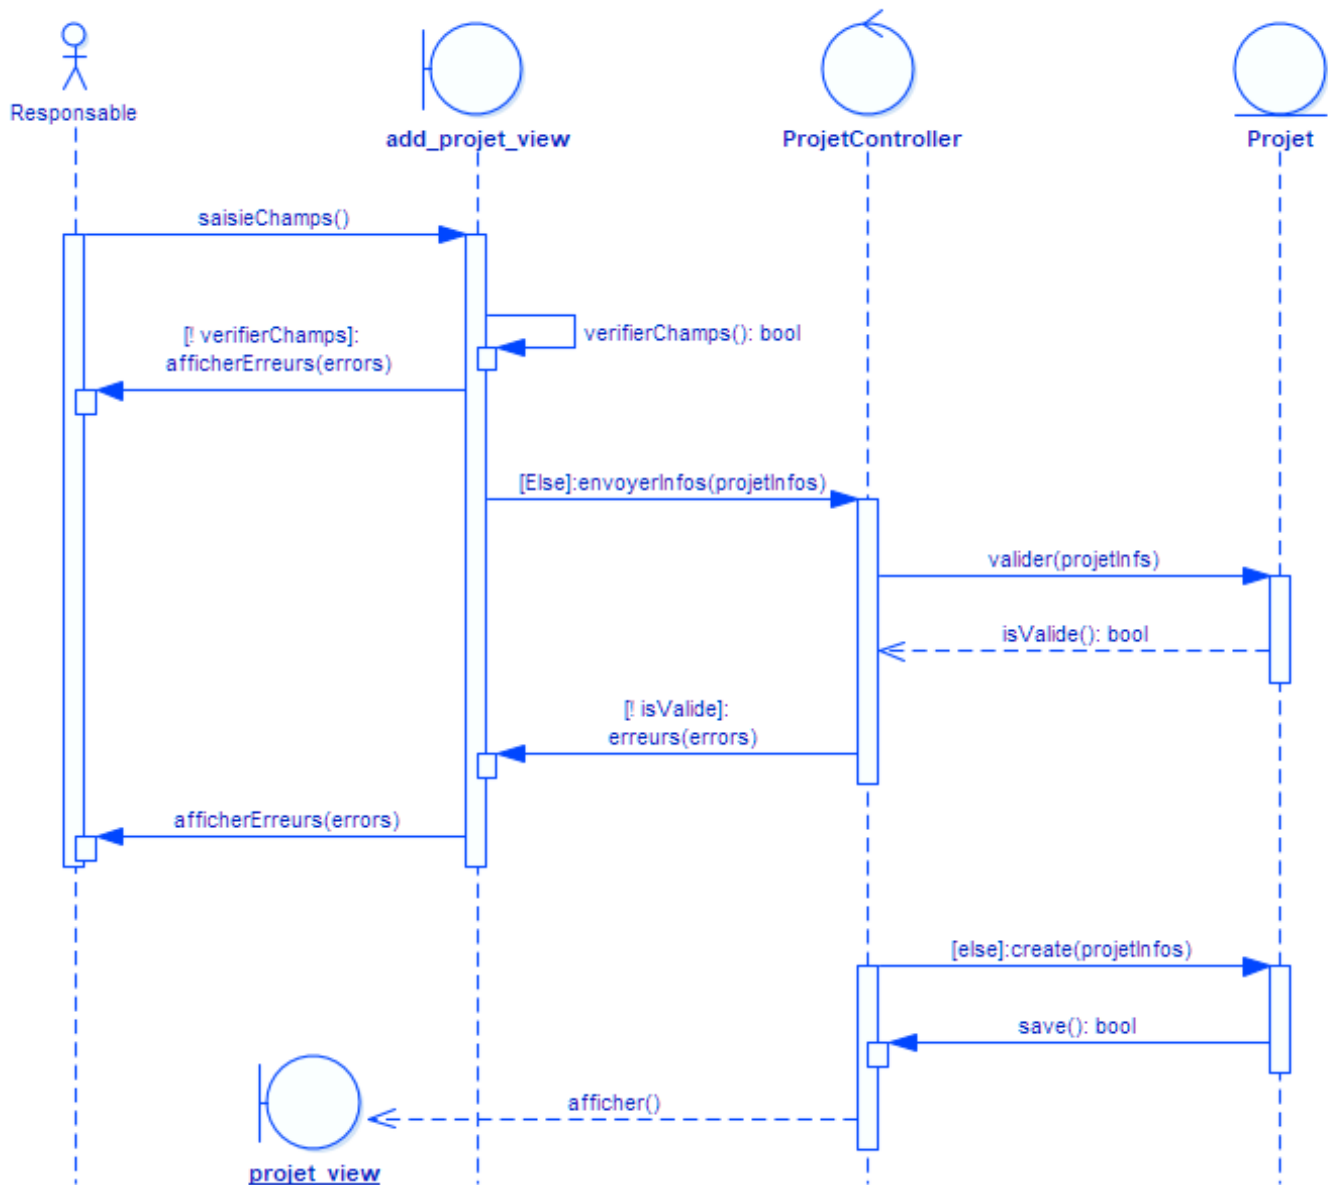 Responsable
add_projet_view
ProjetController
Projet
saisieChamps()
verifierChamps(): bool
[! verifierChamps]:
afficherErreurs(errors)
[Else]:envoyerInfos(projetInfos)
valider(projetInfs)
isValide(): bool
[! isValide]:
erreurs(errors)
afficherErreurs(errors)
[else]:create(projetInfos)
save(): bool
afficher()
projet_view